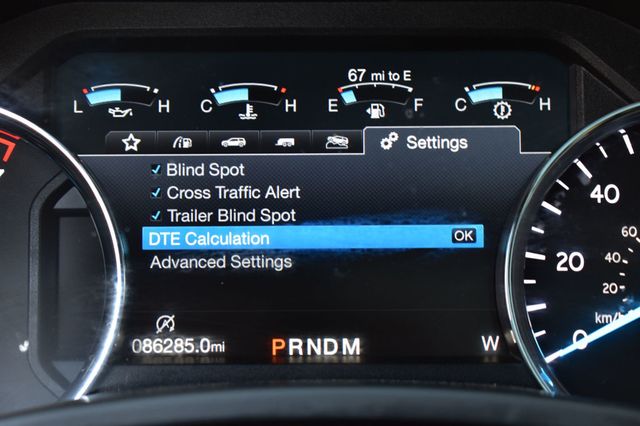 67 mi to E
L H C H E F C H
Settings
Blind Spot
Cross Traffic Alert
Trailer Blind Spot
DTE Calculation OK
Advanced Settings
086285.0mi PRNDM W
40
60
20 40
20
0 km/h